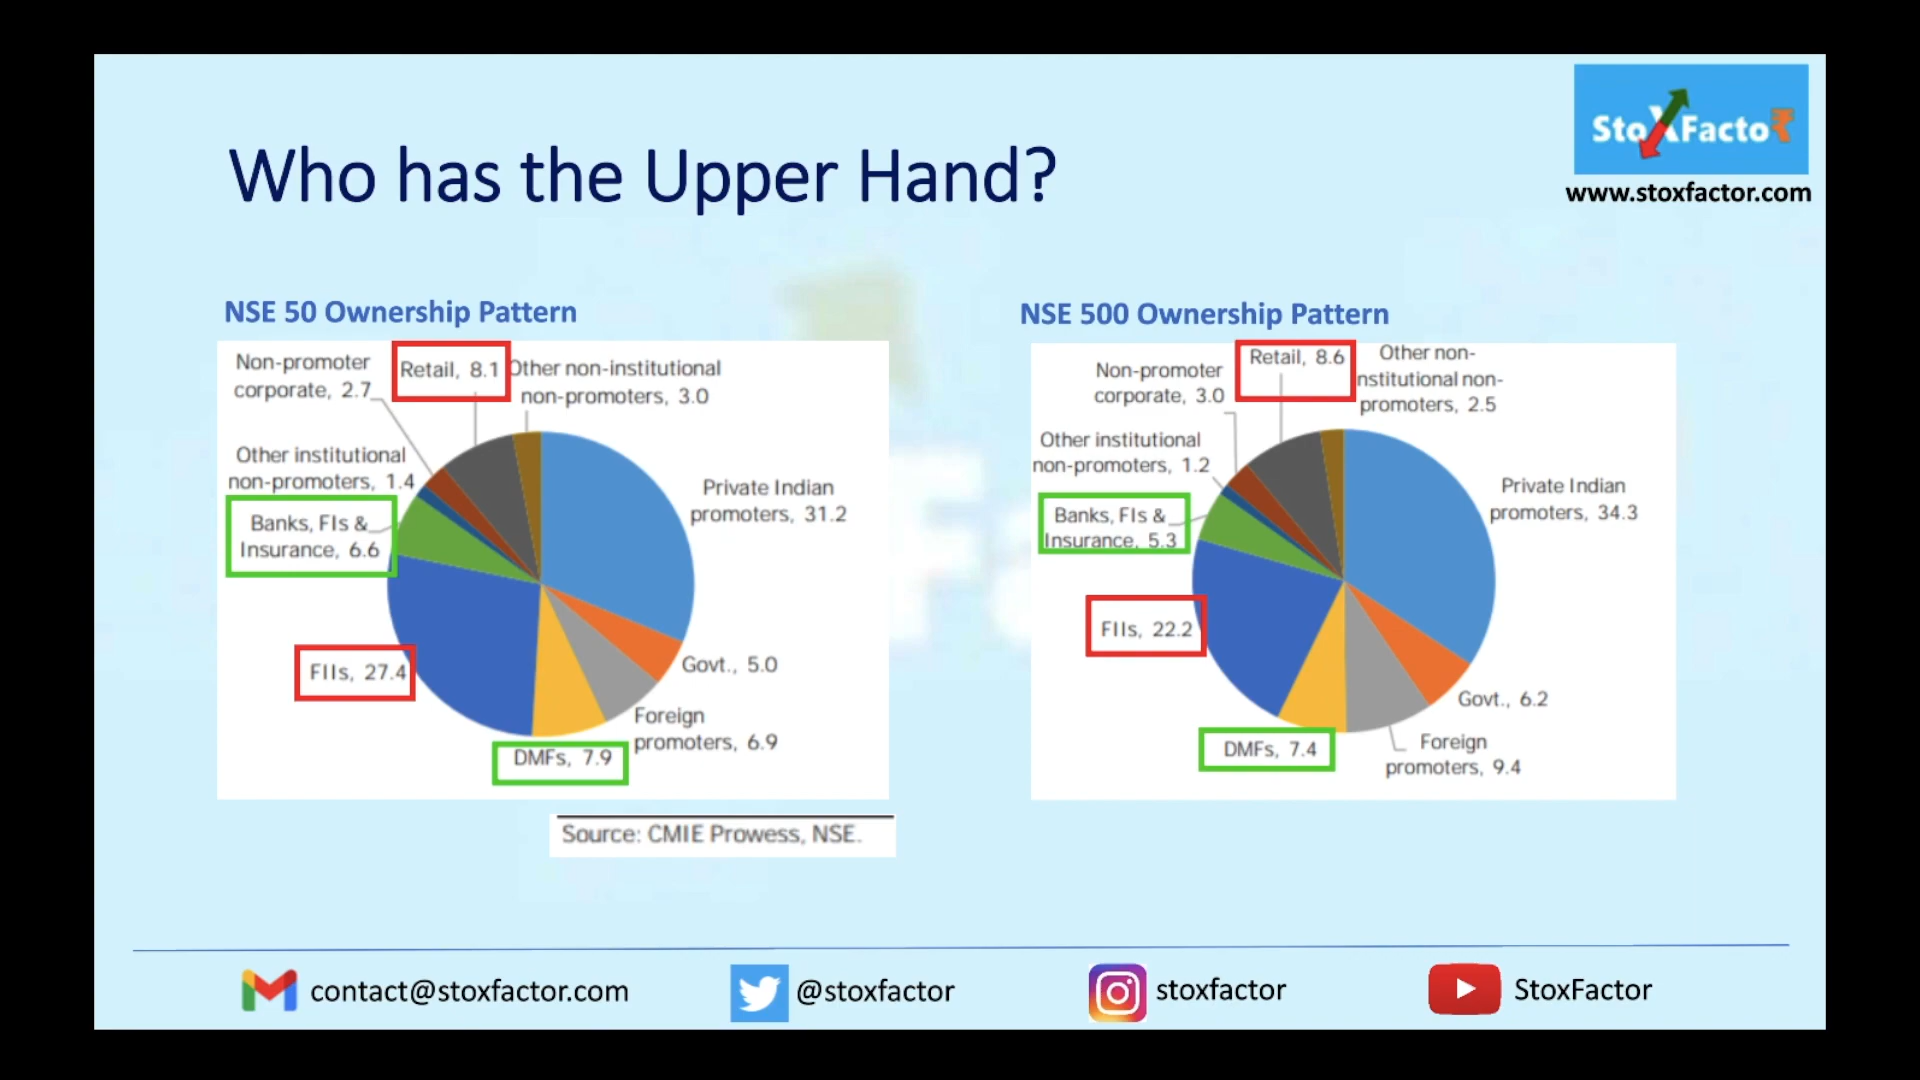 StoXFacto₹
www.stoxfactor.com
Who has the Upper Hand?
NSE 50 Ownership Pattern
Non-promoter
corporate, 2.7
Retail, 8.1
Other non-institutional
non-promoters, 3.0
Other institutional
non-promoters, 1.4
Banks, FIs &
Insurance, 6.6
Private Indian
promoters, 31.2
FIIs, 27.4
Govt., 5.0
Foreign
promoters, 6.9
DMFs, 7.9
Source: CMIE Prowess, NSE.
NSE 500 Ownership Pattern
Retail, 8.6
Other non-
nstitutional non-
promoters, 2.5
Non-promoter
corporate, 3.0
Other institutional
non-promoters, 1.2
Banks, FIs &
Insurance, 5.3
Private Indian
promoters, 34.3
FIIs, 22.2
Govt., 6.2
DMFs, 7.4
Foreign
promoters, 9.4
contact@stoxfactor.com
@stoxfactor
stoxfactor
StoxFactor